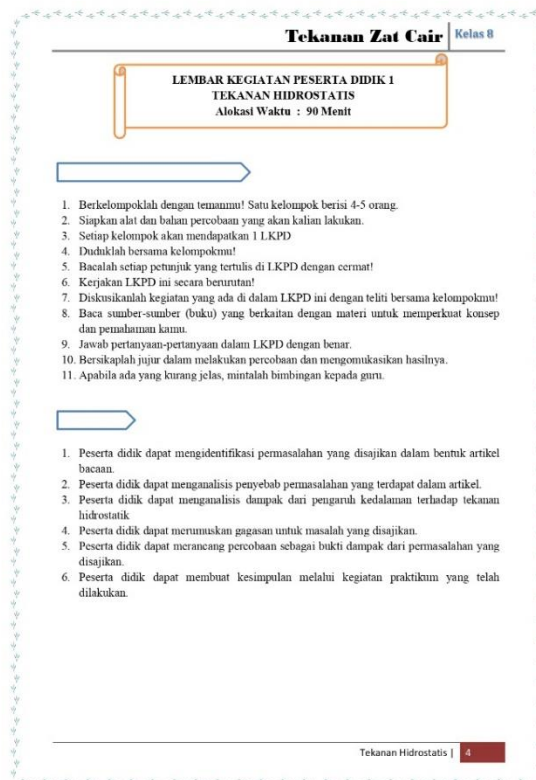 Tekanan Zat Cair Kelas 8
LEMBAR KEGIATAN PESERTA DIDIK 1
TEKANAN HIDROSTATIS
Alokasi Waktu : 90 Menit
1. Berkelompoklah dengan temanmu! Satu kelompok berisi 4-5 orang.
2. Siapkan alat dan bahan percobaan yang akan kalian lakukan.
3. Setiap kelompok akan mendapatkan 1 LKPD
4. Duduklah bersama kelompokmu!
5. Bacalah setiap petunjuk yang tertulis di LKPD dengan cermat!
6. Kerjakan LKPD ini secara berurutan!
7. Diskusikanlah kegiatan yang ada di dalam LKPD ini dengan teliti bersama kelompokmu!
8. Baca sumber-sumber (buku) yang berkaitan dengan materi untuk memperkuat konsep
dan pemahaman kamu.
9. Jawab pertanyaan-pertanyaan dalam LKPD dengan benar.
10. Bersikaplah jujur dalam melakukan percobaan dan mengomukasikan hasilnya.
11. Apabila ada yang kurang jelas, mintalah bimbingan kepada guru.
1. Peserta didik dapat mengidentifikasi permasalahan yang disajikan dalam bentuk artikel
bacaan.
2. Peserta didik dapat menganalisis penyebab permasalahan yang terdapat dalam artikel.
3. Peserta didik dapat menganalisis dampak dari pengaruh kedalaman terhadap tekanan
hidrostatik
4. Peserta didik dapat merumuskan gagasan untuk masalah yang disajikan.
5. Peserta didik dapat merancang percobaan sebagai bukti dampak dari permasalahan yang
disajikan.
6. Peserta didik dapat membuat kesimpulan melalui kegiatan praktikum yang telah
dilakukan.
Tekanan Hidrostatis | 4